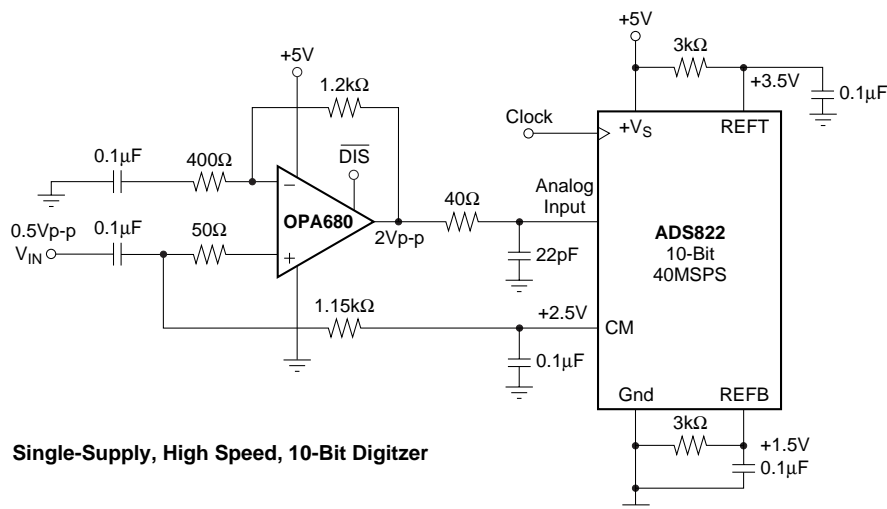 +5V
+5V
3kΩ
+3.5V
0.1µF
1.2kΩ
Clock
+VS
REFT
0.1µF
400Ω
DIS
–
OPA680
+
40Ω
Analog
Input
ADS822
10-Bit
40MSPS
0.5Vp-p
VIN
0.1µF
50Ω
2Vp-p
22pF
1.15kΩ
+2.5V
CM
0.1µF
Gnd
REFB
3kΩ
+1.5V
0.1µF
Single-Supply, High Speed, 10-Bit Digitzer